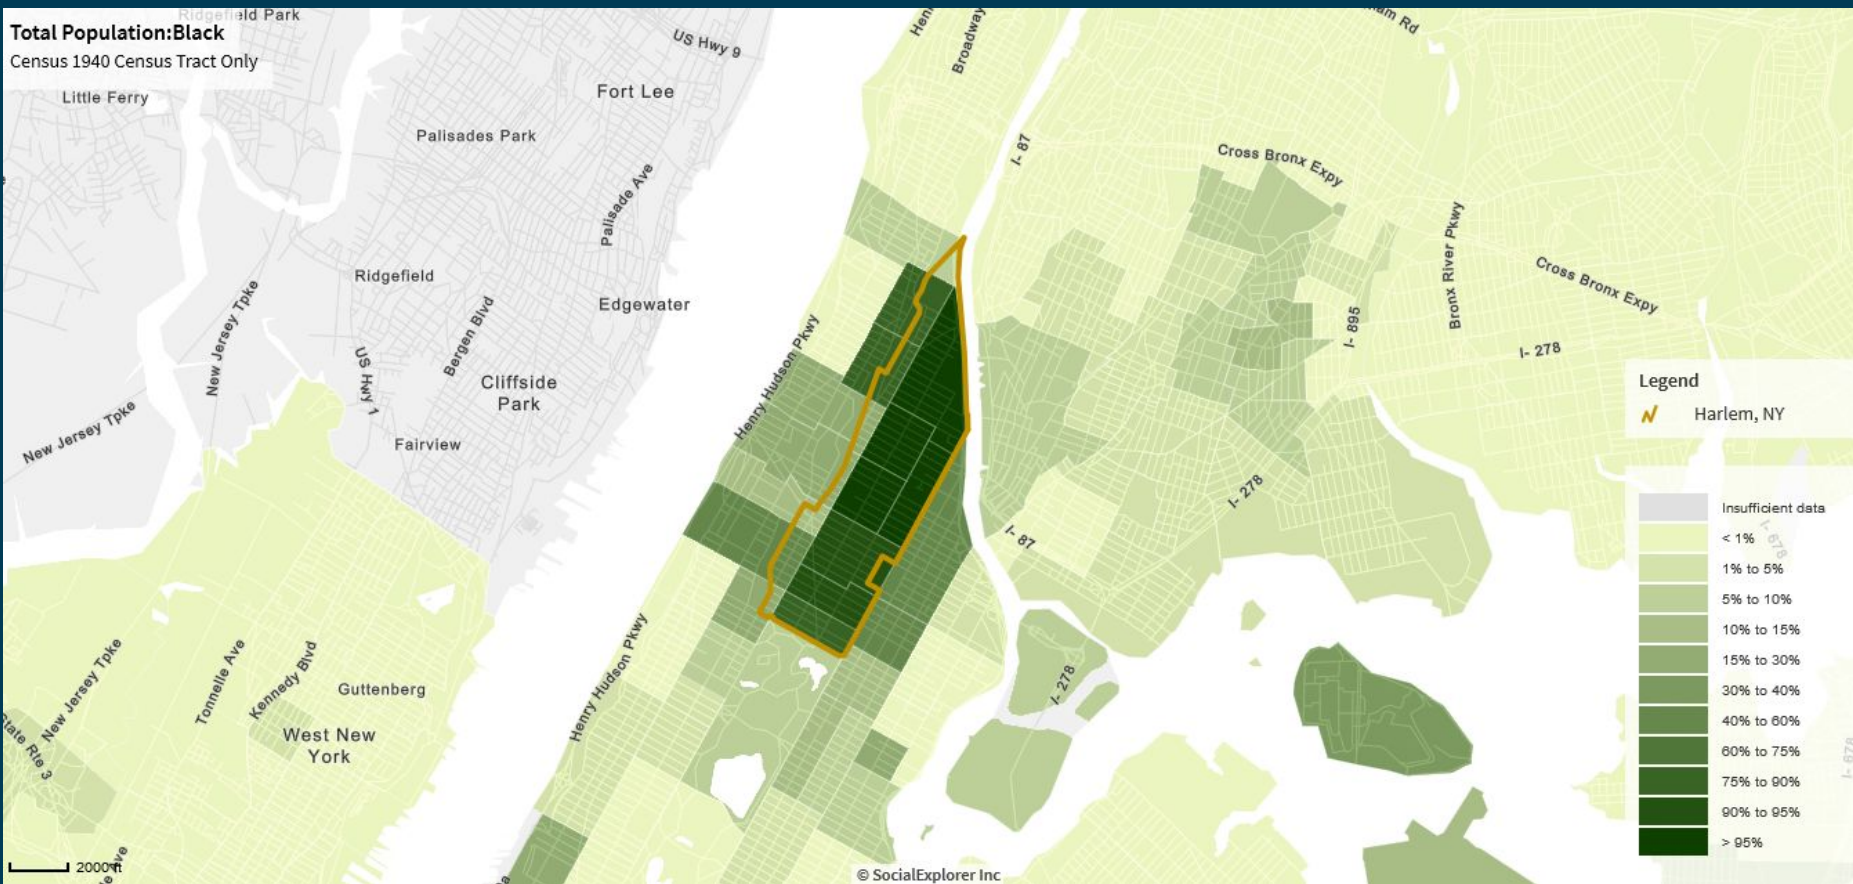 Total Population:Black
Census 1940 Census Tract Only
Ridgefield Park
US Hwy 9
Broadway
Little Ferry
Fort Lee
Palisades Park
I- 87
Cross Bronx Expy
Palisade Ave
Bronx River Pkwy
Ridgefield
Cross Bronx Expy
Edgewater
New Jersey Tpke
Bergen Blvd
Henry Hudson Pkwy
I- 895
I- 278
US Hwy 1
Cliffside
Park
New Jersey Tpke
Fairview
I- 278
I- 87
Legend
Harlem, NY
Insufficient data
I- 678
< 1%
1% to 5%
5% to 10%
10% to 15%
15% to 30%
30% to 40%
40% to 60%
60% to 75%
75% to 90%
90% to 95%
> 95%
I- 678
New Jersey Tpke
Tonnelle Ave
Kennedy Blvd
Guttenberg
Henry Hudson Pkwy
I- 278
State Rte 3
West New
York
2000 ft
© SocialExplorer Inc